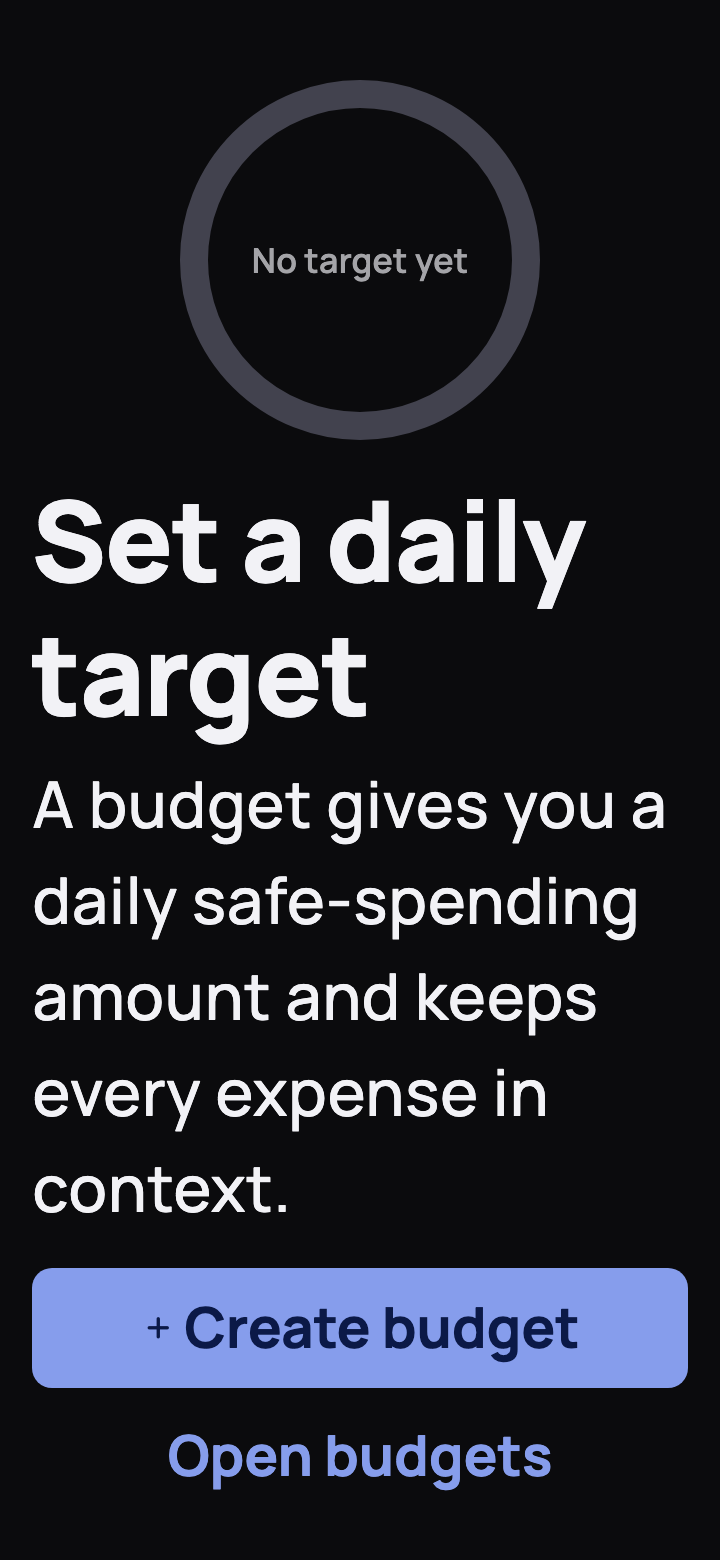 No target yet
Set a daily
target
A budget gives you a
daily safe-spending
amount and keeps
every expense in
context.
+ Create budget
Open budgets